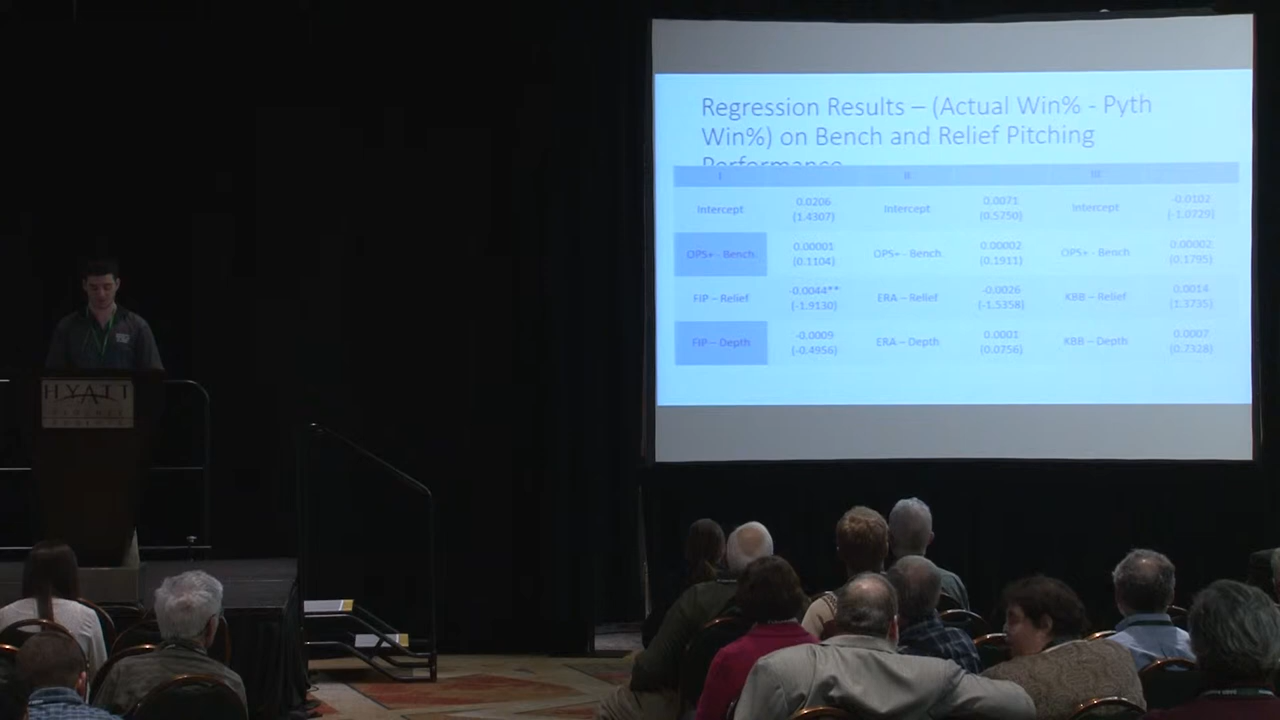 Regression Results – (Actual Win% - Pyth
Win%) on Bench and Relief Pitching
Performance
I II III
Intercept 0.0206 Intercept 0.0071 Intercept -0.0102
(1.4307) (0.5750) (-1.0729)
OPS+ - Bench 0.00001 OPS+ - Bench 0.00002 OPS+ - Bench 0.00002
(0.1104) (0.1911) (0.1795)
FIP – Relief -0.0044** ERA – Relief -0.0026 KBB – Relief 0.0014
(-1.9130) (-1.5358) (1.3735)
FIP – Depth -0.0009 ERA – Depth 0.0001 KBB – Depth 0.0007
(-0.4956) (0.0756) (0.7328)
HYATT